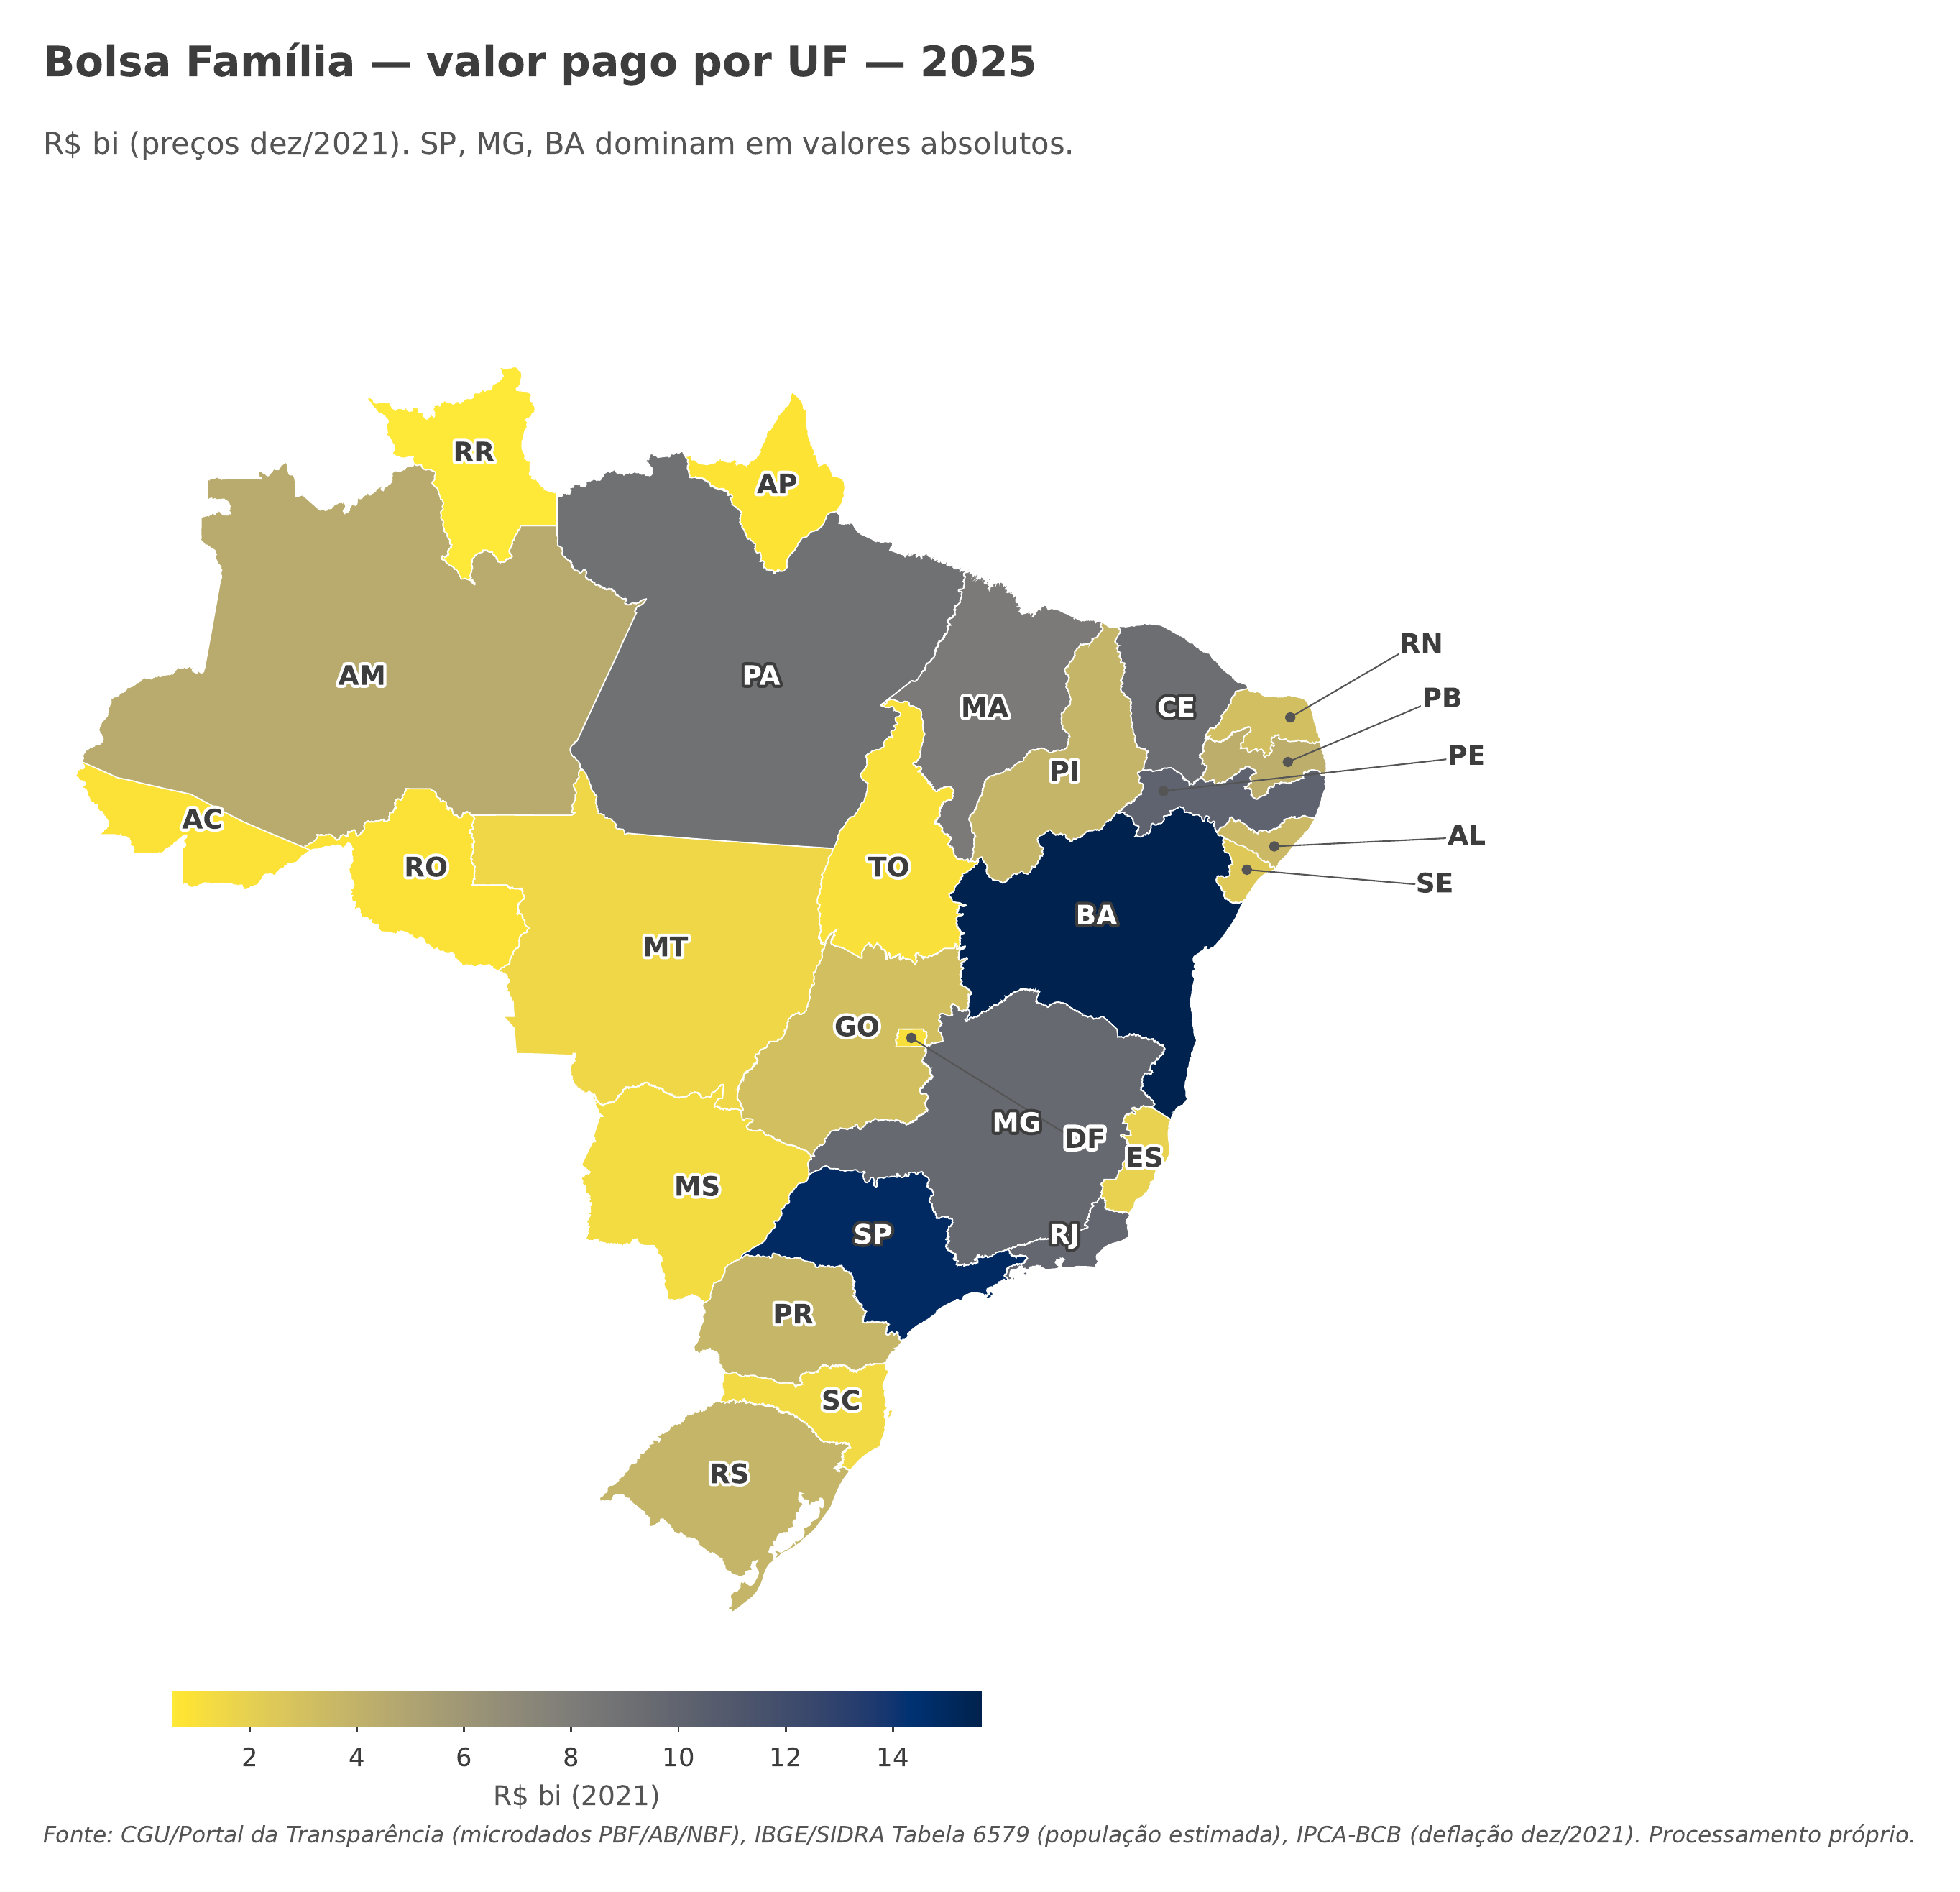 Bolsa Família — valor pago por UF — 2025
R$ bi (preços dez/2021). SP, MG, BA dominam em valores absolutos.
RR
AP
RN
AM
PA
PB
MA
CE
PE
PI
AC
AL
RO
TO
SE
BA
MT
GO
MG
DF
ES
MS
SP
RJ
PR
SC
RS
2 4 6 8 10 12 14
R$ bi (2021)
Fonte: CGU/Portal da Transparência (microdados PBF/AB/NBF), IBGE/SIDRA Tabela 6579 (população estimada), IPCA-BCB (deflação dez/2021). Processamento próprio.